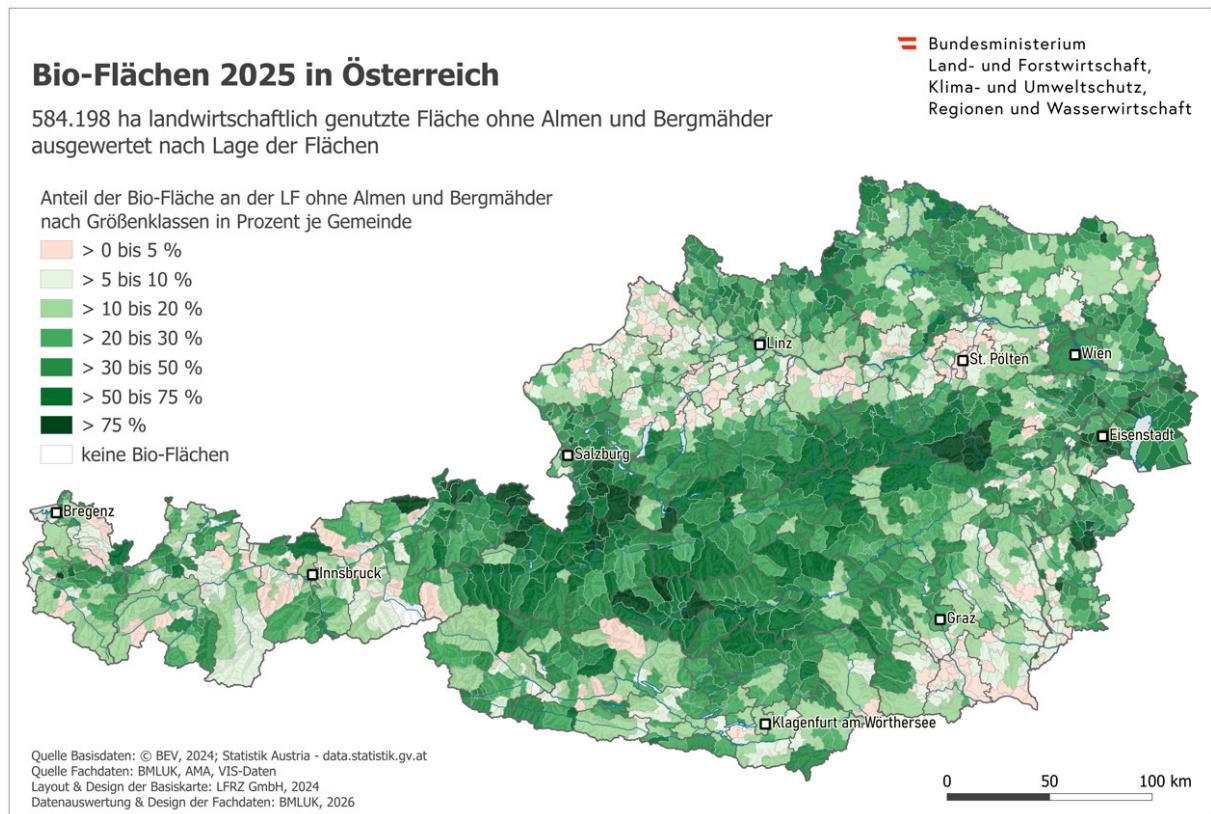 Bundesministerium
Land- und Forstwirtschaft,
Klima- und Umweltschutz,
Regionen und Wasserwirtschaft
Bio-Flächen 2025 in Österreich
584.198 ha landwirtschaftlich genutzte Fläche ohne Almen und Bergmähder
ausgewertet nach Lage der Flächen
Anteil der Bio-Fläche an der LF ohne Almen und Bergmähder
nach Größenklassen in Prozent je Gemeinde
> 0 bis 5 %
> 5 bis 10 %
> 10 bis 20 %
> 20 bis 30 %
> 30 bis 50 %
> 50 bis 75 %
> 75 %
keine Bio-Flächen
Linz
St. Pölten
Wien
Eisenstadt
Salzburg
Bregenz
Innsbruck
Graz
Klagenfurt am Wörthersee
Quelle Basisdaten: © BEV, 2024; Statistik Austria - data.statistik.gv.at
Quelle Fachdaten: BMLUK, AMA, VIS-Daten
Layout & Design der Basiskarte: LFRZ GmbH, 2024
Datenauswertung & Design der Fachdaten: BMLUK, 2026
0 50 100 km